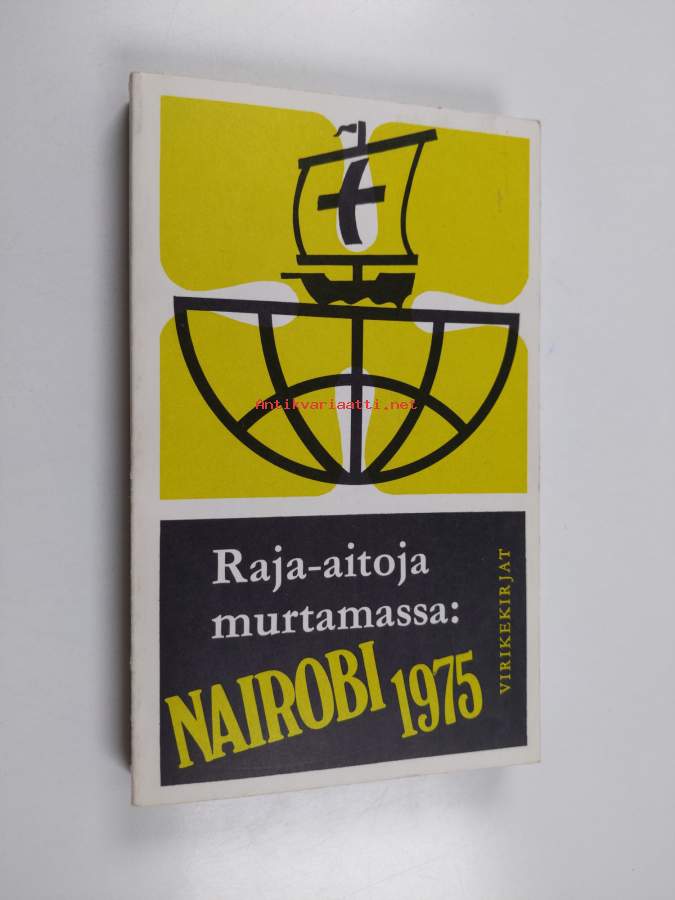 Antikvariaatti.net
Raja-aitoja
murtamassa:
NAIROBI 1975
VIRIKEKIRJAT